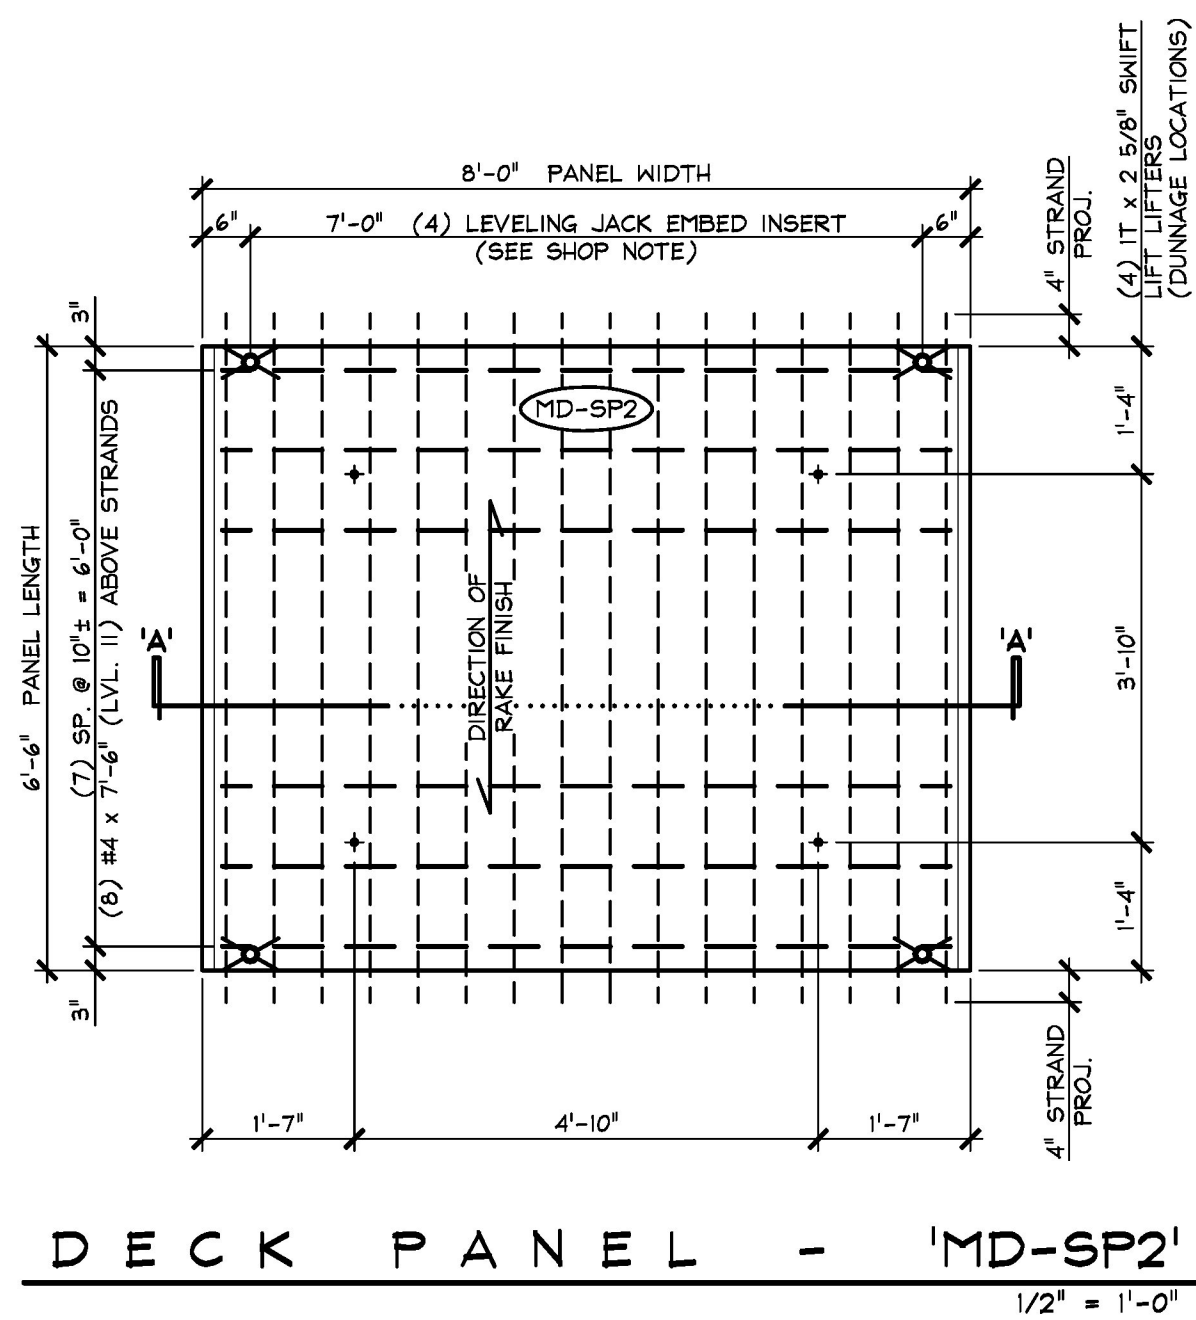 8'-0" PANEL WIDTH
6"
7'-0" (4) LEVELING JACK EMBED INSERT
(SEE SHOP NOTE)
6"
4" STRAND
PROJ.
(4) 1T x 2 5/8" SWIFT
LIFT LIFTERS
(DUNNAGE LOCATIONS)
3"
MD-SP2
1'-4"
6'-6" PANEL LENGTH
(7) SP. @ 10"± = 6'-0"
(8) #4 x 7'-6" (LVL. II) ABOVE STRANDS
DIRECTION OF
RAKE FINISH
'A'
'A'
3'-10"
1'-4"
3"
4" STRAND
PROJ.
1'-7"
4'-10"
1'-7"
DECK PANEL - 'MD-SP2'
1/2" = 1'-0"